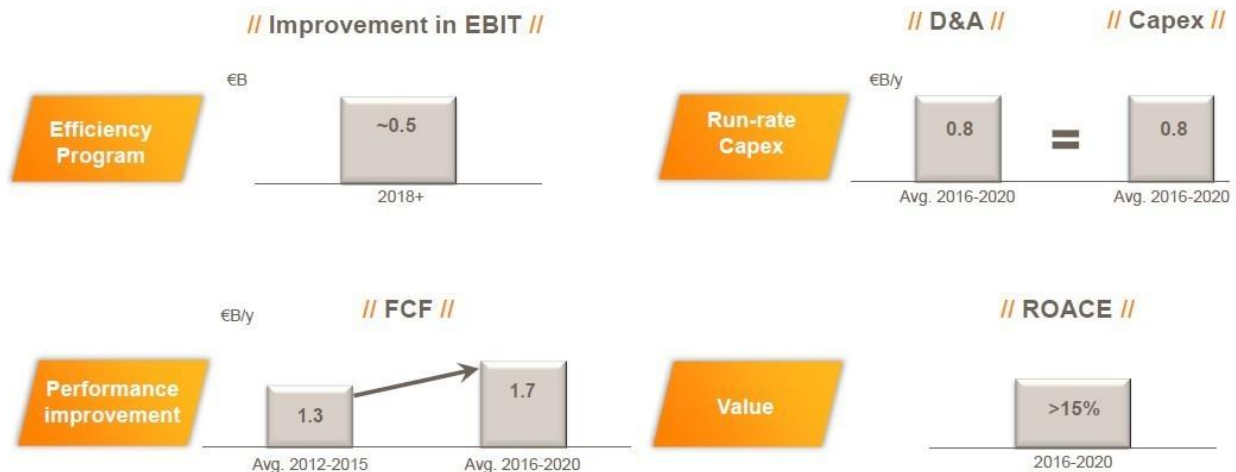 // Improvement in EBIT //
// D&A //
// Capex //
€B
Efficiency
Program
~0.5
2018+
€B/y
Run-rate
Capex
0.8
=
0.8
Avg. 2016-2020
Avg. 2016-2020
// FCF //
€B/y
Performance
improvement
1.3
1.7
Avg. 2012-2015
Avg. 2016-2020
// ROACE //
Value
>15%
2016-2020